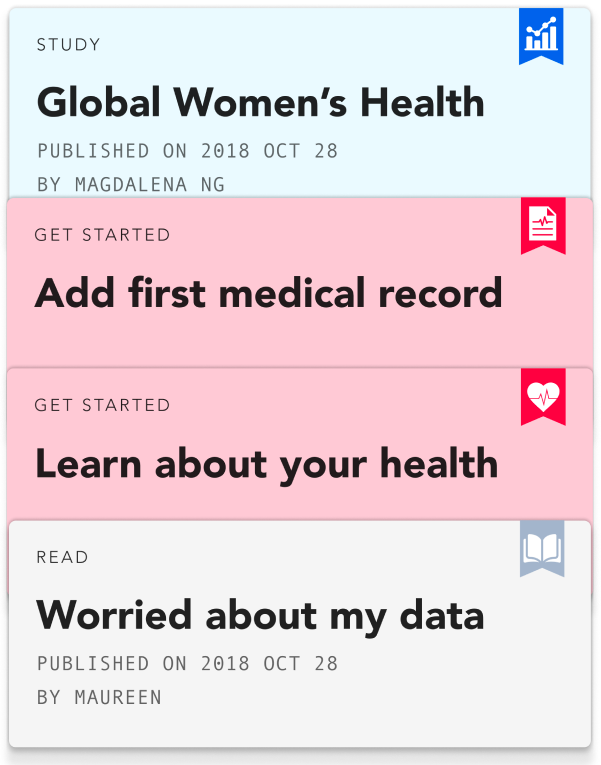 STUDY
Global Women’s Health
PUBLISHED ON 2018 OCT 28
BY MAGDALENA NG
GET STARTED
Add first medical record
GET STARTED
Learn about your health
READ
Worried about my data
PUBLISHED ON 2018 OCT 28
BY MAUREEN